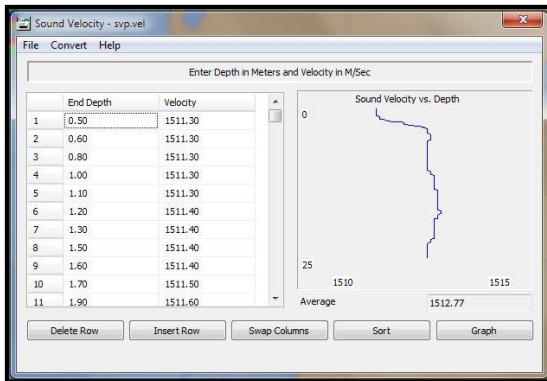 Sound Velocity - svp.vel
File Convert Help
Enter Depth in Meters and Velocity in M/Sec
End Depth Velocity
1 0.50 1511.30
2 0.60 1511.30
3 0.80 1511.30
4 1.00 1511.30
5 1.10 1511.30
6 1.20 1511.40
7 1.30 1511.40
8 1.50 1511.40
9 1.60 1511.40
10 1.70 1511.50
11 1.90 1511.60
Sound Velocity vs. Depth
0
25
1510 1515
Average 1512.77
Delete Row Insert Row Swap Columns Sort Graph